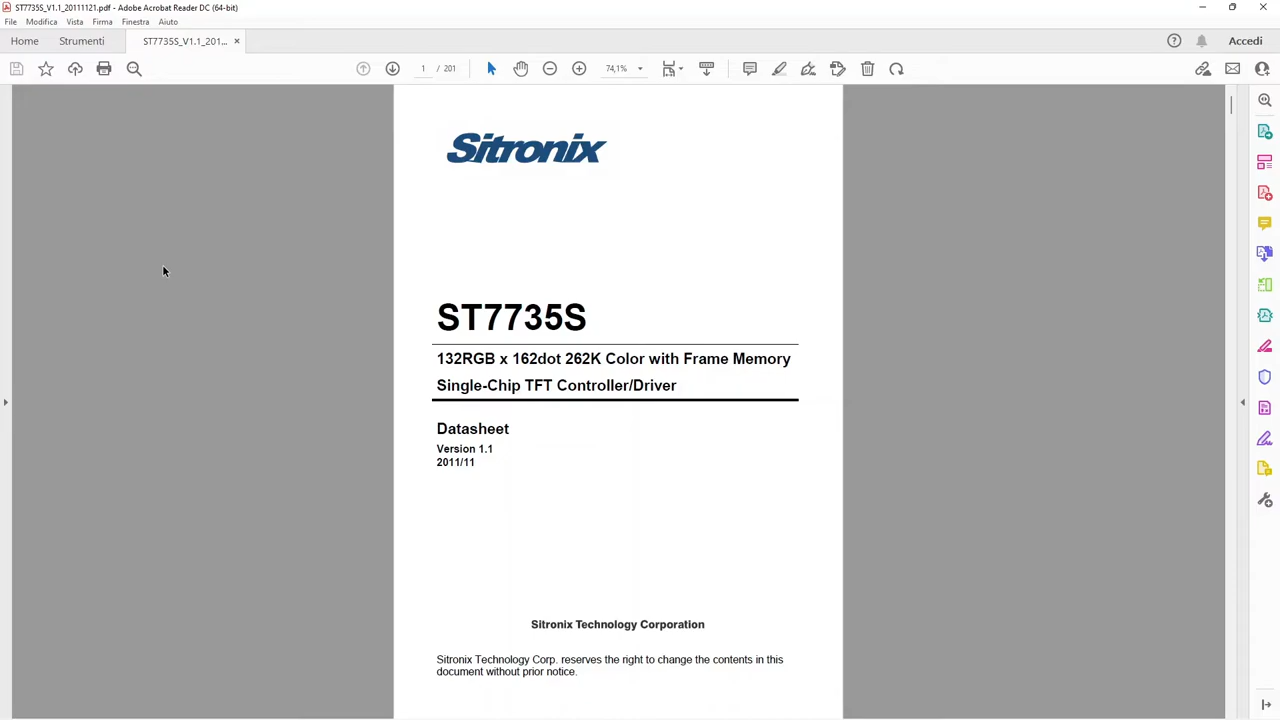 ST7735S_V1.1_20111121.pdf - Adobe Acrobat Reader DC (64-bit)
File Modifica Vista Firma Finestra Aiuto
Home Strumenti ST7735S_V1.1_201... × Accedi
1 / 201 74,1%
Sitronix
ST7735S
132RGB x 162dot 262K Color with Frame Memory
Single-Chip TFT Controller/Driver
Datasheet
Version 1.1
2011/11
Sitronix Technology Corporation
Sitronix Technology Corp. reserves the right to change the contents in this
document without prior notice.